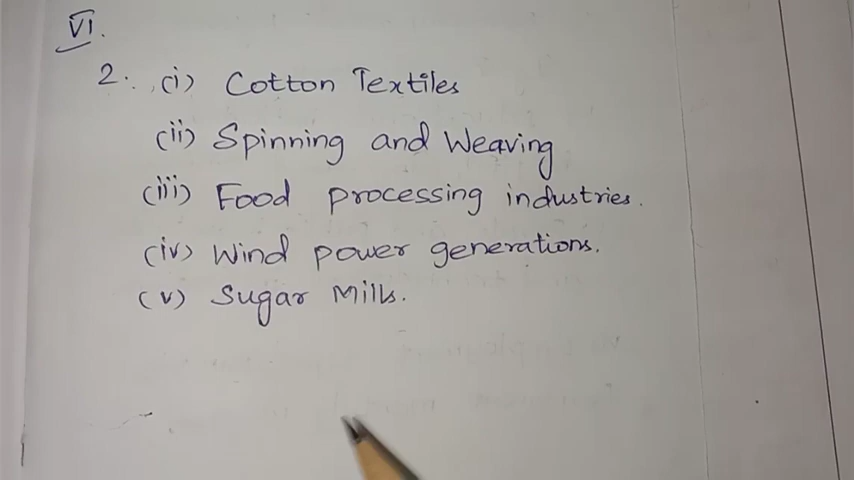 VI.
2. (i) Cotton Textiles
(ii) Spinning and Weaving
(iii) Food processing industries.
(iv) Wind power generations.
(v) Sugar Mills.